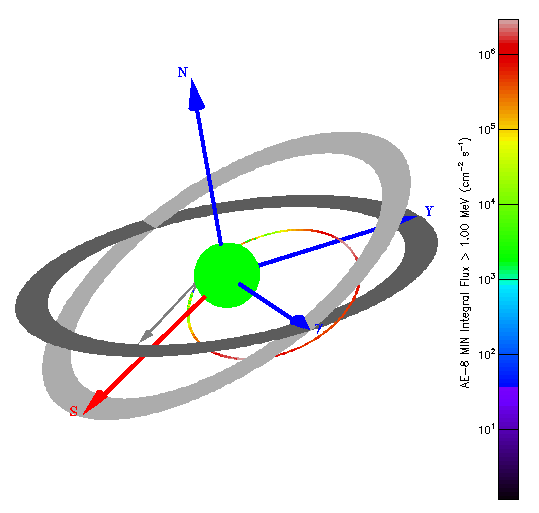 N
Y
γ
S
10⁶
10⁵
10⁴
10³
10²
10¹
AE-8 MIN Integral Flux > 1.00 MeV (cm⁻² s⁻¹)